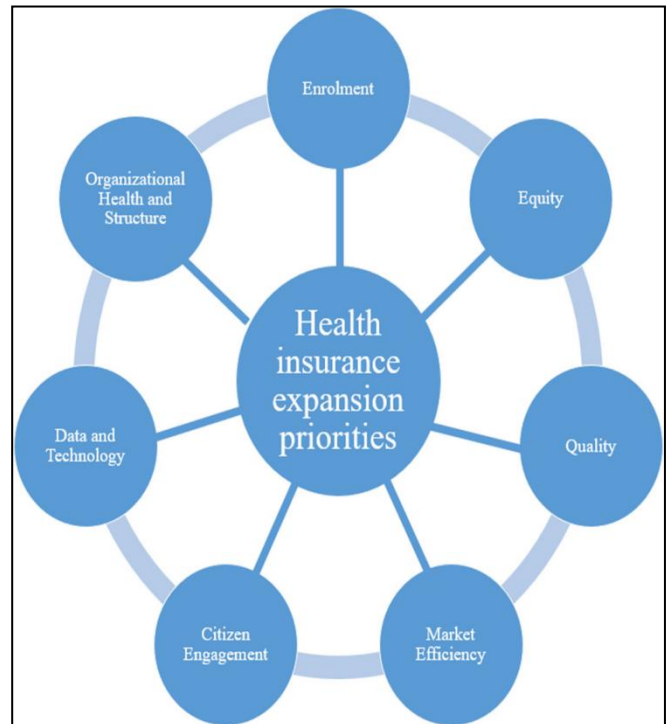 Enrolment
Equity
Quality
Market
Efficiency
Citizen
Engagement
Data and
Technology
Organizational
Health and
Structure
Health
insurance
expansion
priorities